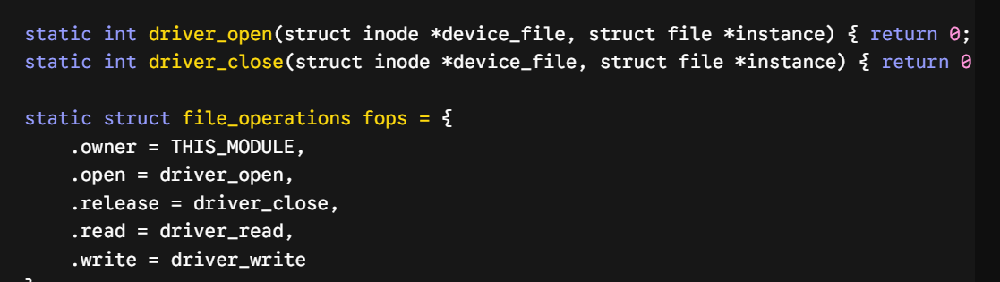 static int driver_open(struct inode *device_file, struct file *instance) { return 0;
static int driver_close(struct inode *device_file, struct file *instance) { return 0
static struct file_operations fops = {
    .owner = THIS_MODULE,
    .open = driver_open,
    .release = driver_close,
    .read = driver_read,
    .write = driver_write